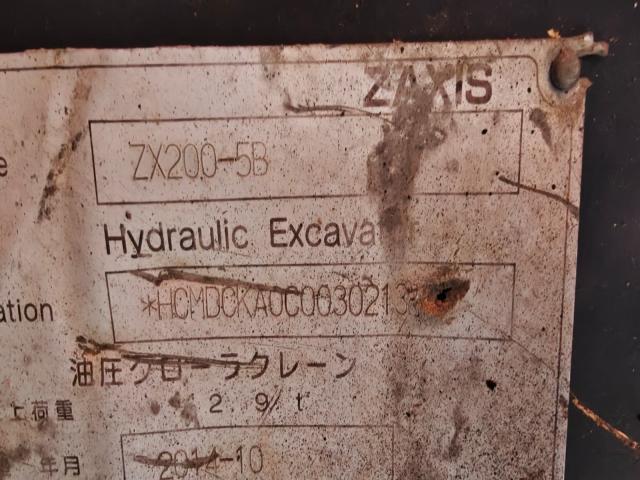 ZAXIS
ZX200-5B
Hydraulic Excava
ation
油圧クローラクレーン
上荷重 2.9 t
年月 2014-10